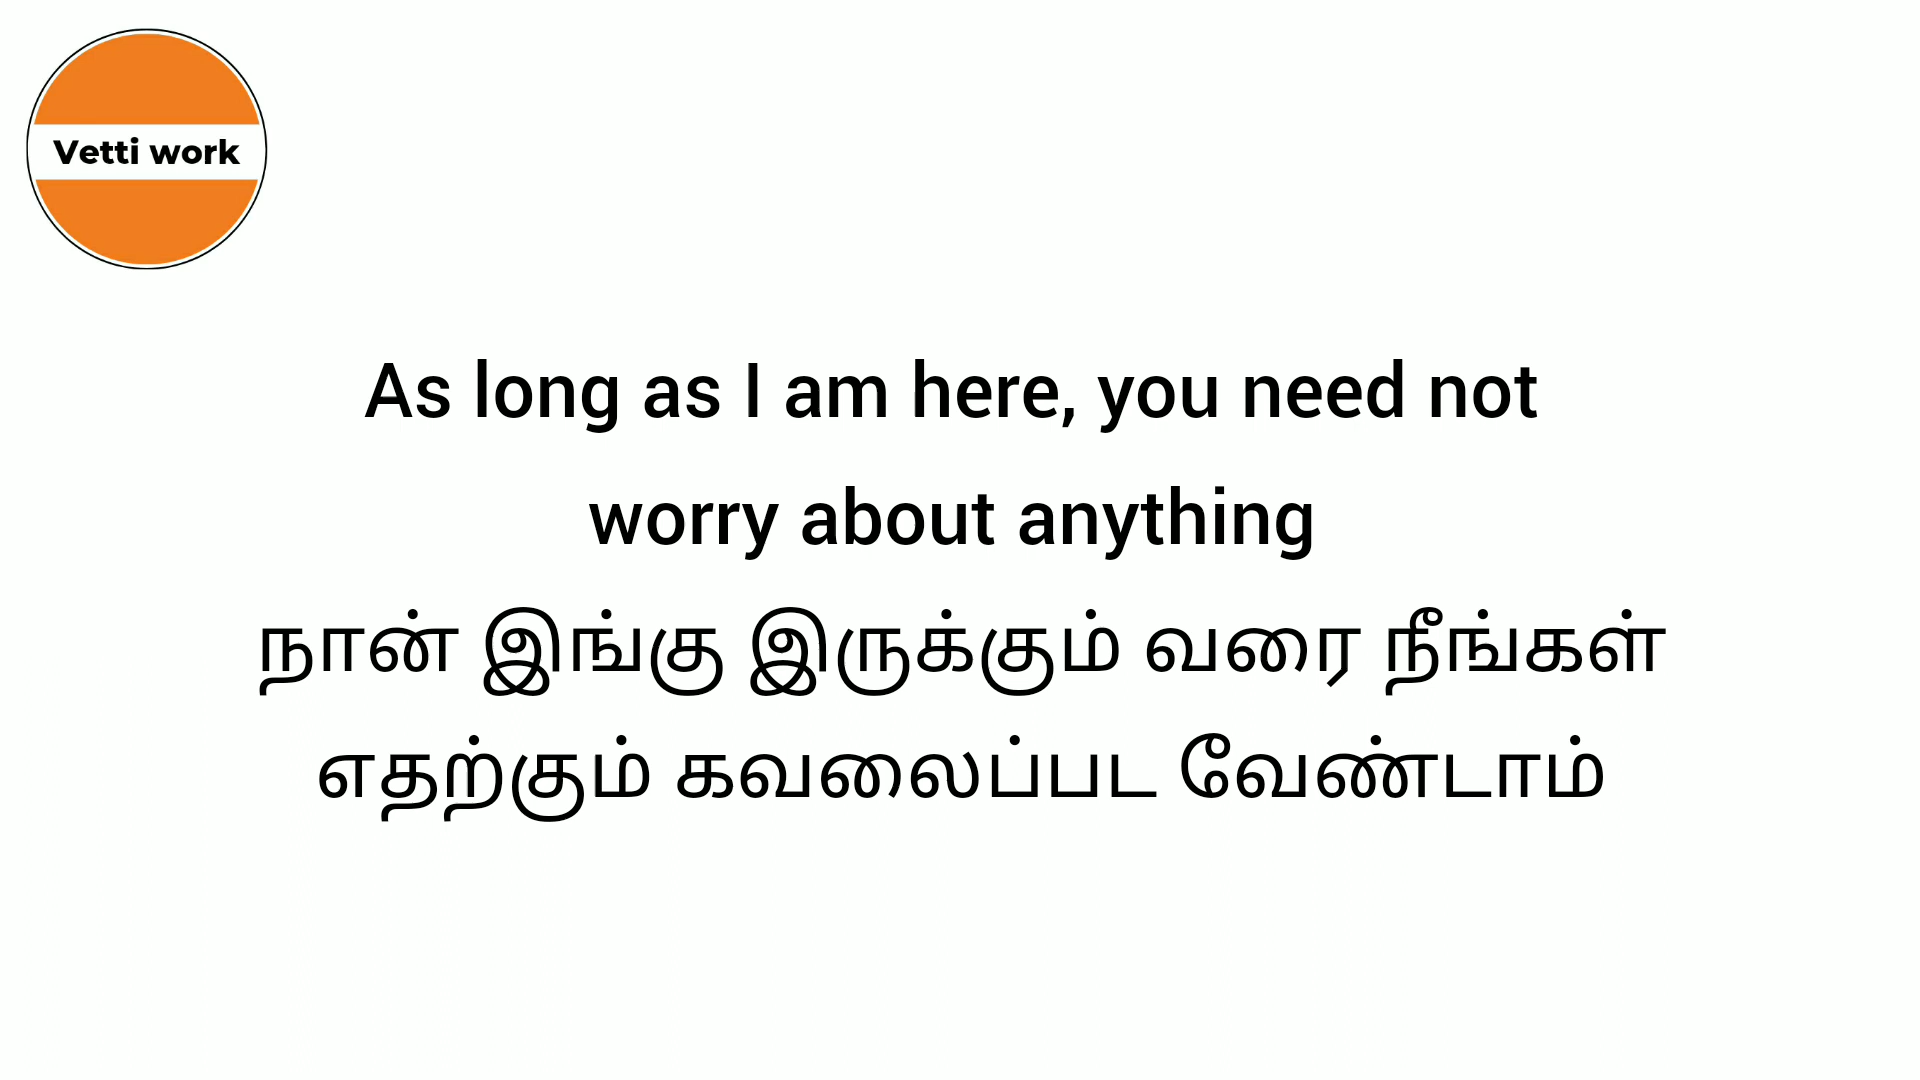 Vetti work
As long as I am here, you need not
worry about anything
நான் இங்கு இருக்கும் வரை நீங்கள்
எதற்கும் கவலைப்பட வேண்டாம்